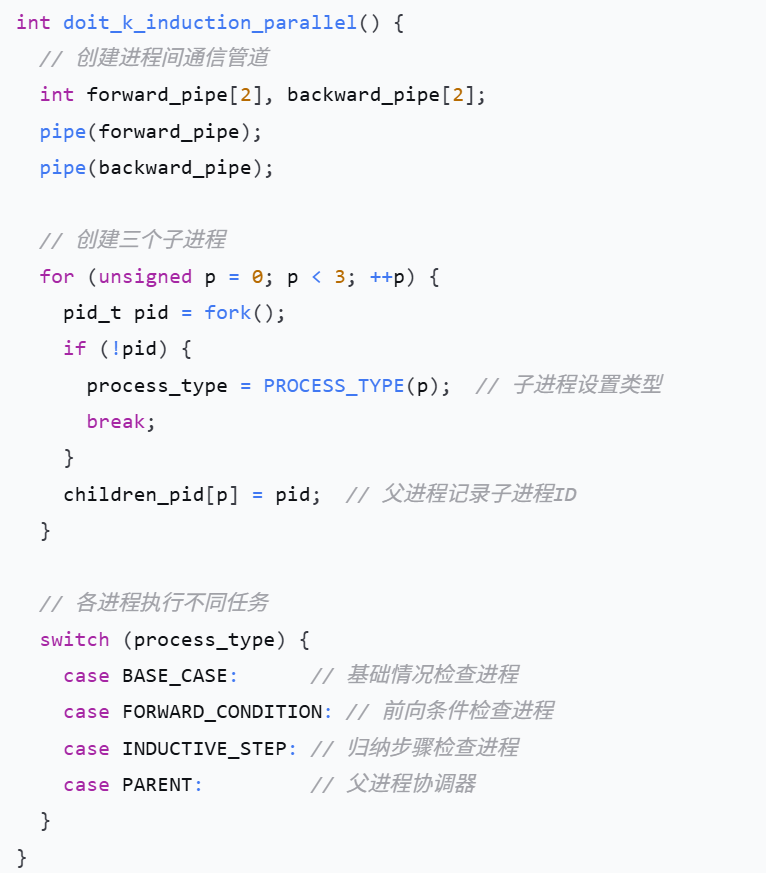 int doit_k_induction_parallel() {
  // 创建进程间通信管道
  int forward_pipe[2], backward_pipe[2];
  pipe(forward_pipe);
  pipe(backward_pipe);

  // 创建三个子进程
  for (unsigned p = 0; p < 3; ++p) {
    pid_t pid = fork();
    if (!pid) {
      process_type = PROCESS_TYPE(p);  // 子进程设置类型
      break;
    }
    children_pid[p] = pid;  // 父进程记录子进程ID
  }

  // 各进程执行不同任务
  switch (process_type) {
    case BASE_CASE:      // 基础情况检查进程
    case FORWARD_CONDITION: // 前向条件检查进程
    case INDUCTIVE_STEP: // 归纳步骤检查进程
    case PARENT:         // 父进程协调器
  }
}